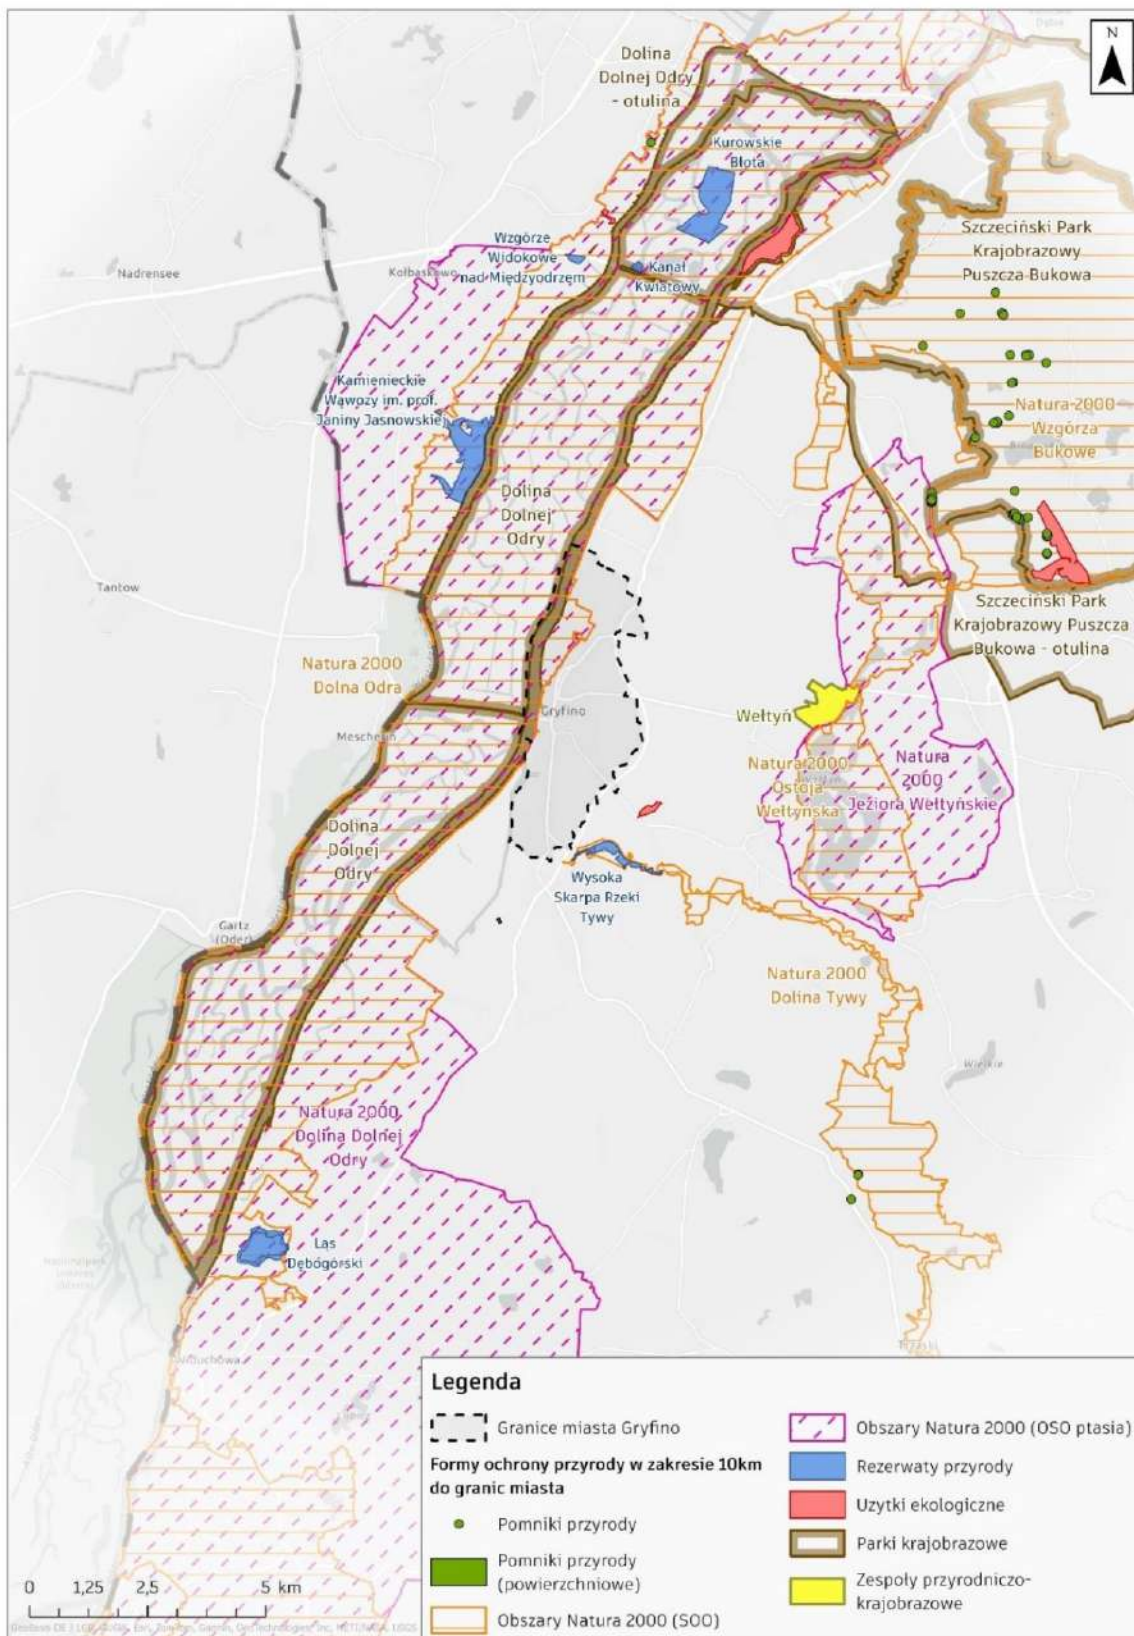 N
Dolina
Dolnej Odry
- otulina
Kurowskie
Błota
Szczeciński Park
Krajobrazowy
Puszcza Bukowa
Wzgórze
Widokowe
nad Międzyodrzem
Nadrensee
Kołbaskowo
Kanał
Kwiatowy
Kamienieckie
Wąwozy im. prof.
Janiny Jasnowskiej
Natura 2000
Wzgórza
Bukowe
Dolina
Dolnej
Odry
Tantow
Szczeciński Park
Krajobrazowy Puszcza
Bukowa - otulina
Natura 2000
Dolna Odra
Gryfino
Wełtyń
Mescherin
Natura 2000
Ostoja
Wełtyńska
Natura
2000
Jeziora Wełtyńskie
Dolina
Dolnej
Odry
Wysoka
Skarpa Rzeki
Tywy
Gartz
(Oder)
Natura 2000
Dolina Tywy
Wielkie
Natura 2000
Dolina Dolnej
Odry
Las
Dębogórski
Widuchowa
Legenda
Granice miasta Gryfino
Formy ochrony przyrody w zakresie 10km
do granic miasta
Pomniki przyrody
Pomniki przyrody
(powierzchniowe)
Obszary Natura 2000 (SOO)
Obszary Natura 2000 (OSO ptasia)
Rezerwaty przyrody
Uzytki ekologiczne
Parki krajobrazowe
Zespoły przyrodniczo-
krajobrazowe
0 1,25 2,5 5 km